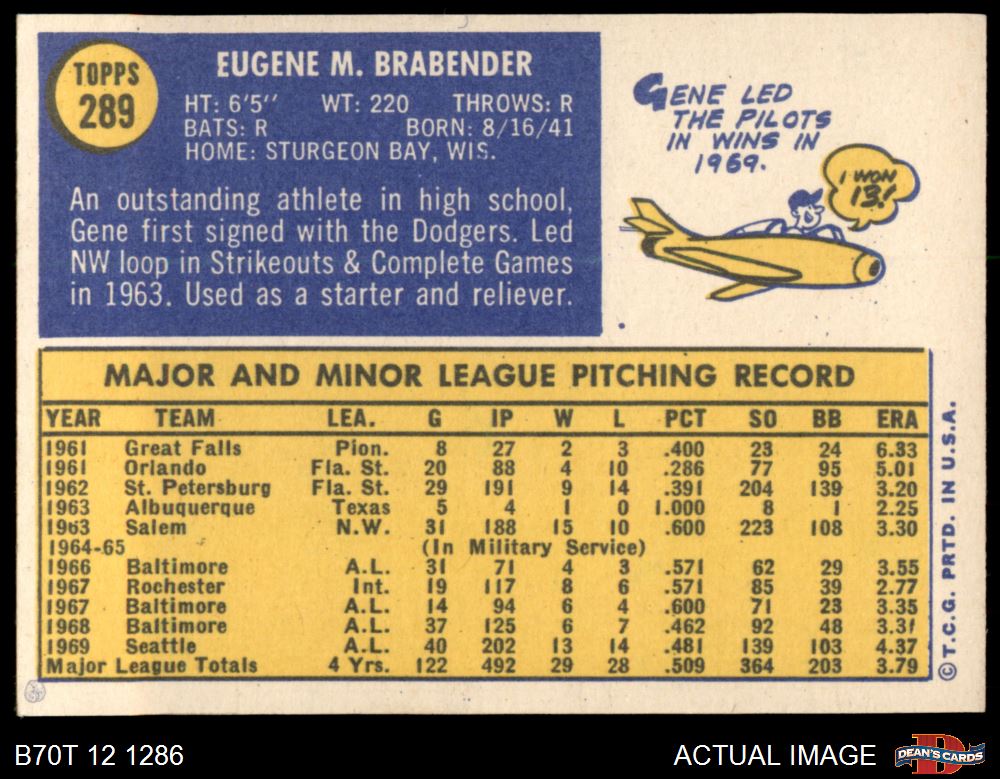 TOPPS
289
EUGENE M. BRABENDER
HT: 6'5" WT: 220 THROWS: R
BATS: R BORN: 8/16/41
HOME: STURGEON BAY, WIS.
An outstanding athlete in high school,
Gene first signed with the Dodgers. Led
NW loop in Strikeouts & Complete Games
in 1963. Used as a starter and reliever.
GENE LED
THE PILOTS
IN WINS IN
1969.
I WON
13!
MAJOR AND MINOR LEAGUE PITCHING RECORD
YEAR TEAM LEA. G IP W L PCT SO BB ERA
1961 Great Falls Pion. 8 27 2 3 .400 23 24 6.33
1961 Orlando Fla. St. 20 88 4 10 .286 77 95 5.01
1962 St. Petersburg Fla. St. 29 191 9 14 .391 204 139 3.20
1963 Albuquerque Texas 5 4 1 0 1.000 8 1 2.25
1963 Salem N.W. 31 188 15 10 .600 223 108 3.30
1964-65 (In Military Service)
1966 Baltimore A.L. 31 71 4 3 .571 62 29 3.55
1967 Rochester Int. 19 117 8 6 .571 85 39 2.77
1967 Baltimore A.L. 14 94 6 4 .600 71 23 3.35
1968 Baltimore A.L. 37 125 6 7 .462 92 48 3.31
1969 Seattle A.L. 40 202 13 14 .481 139 103 4.37
Major League Totals 4 Yrs. 122 492 29 28 .509 364 203 3.79
© T.C.G. PRTD. IN U.S.A.
B70T 12 1286
ACTUAL IMAGE
DEAN'S CARDS